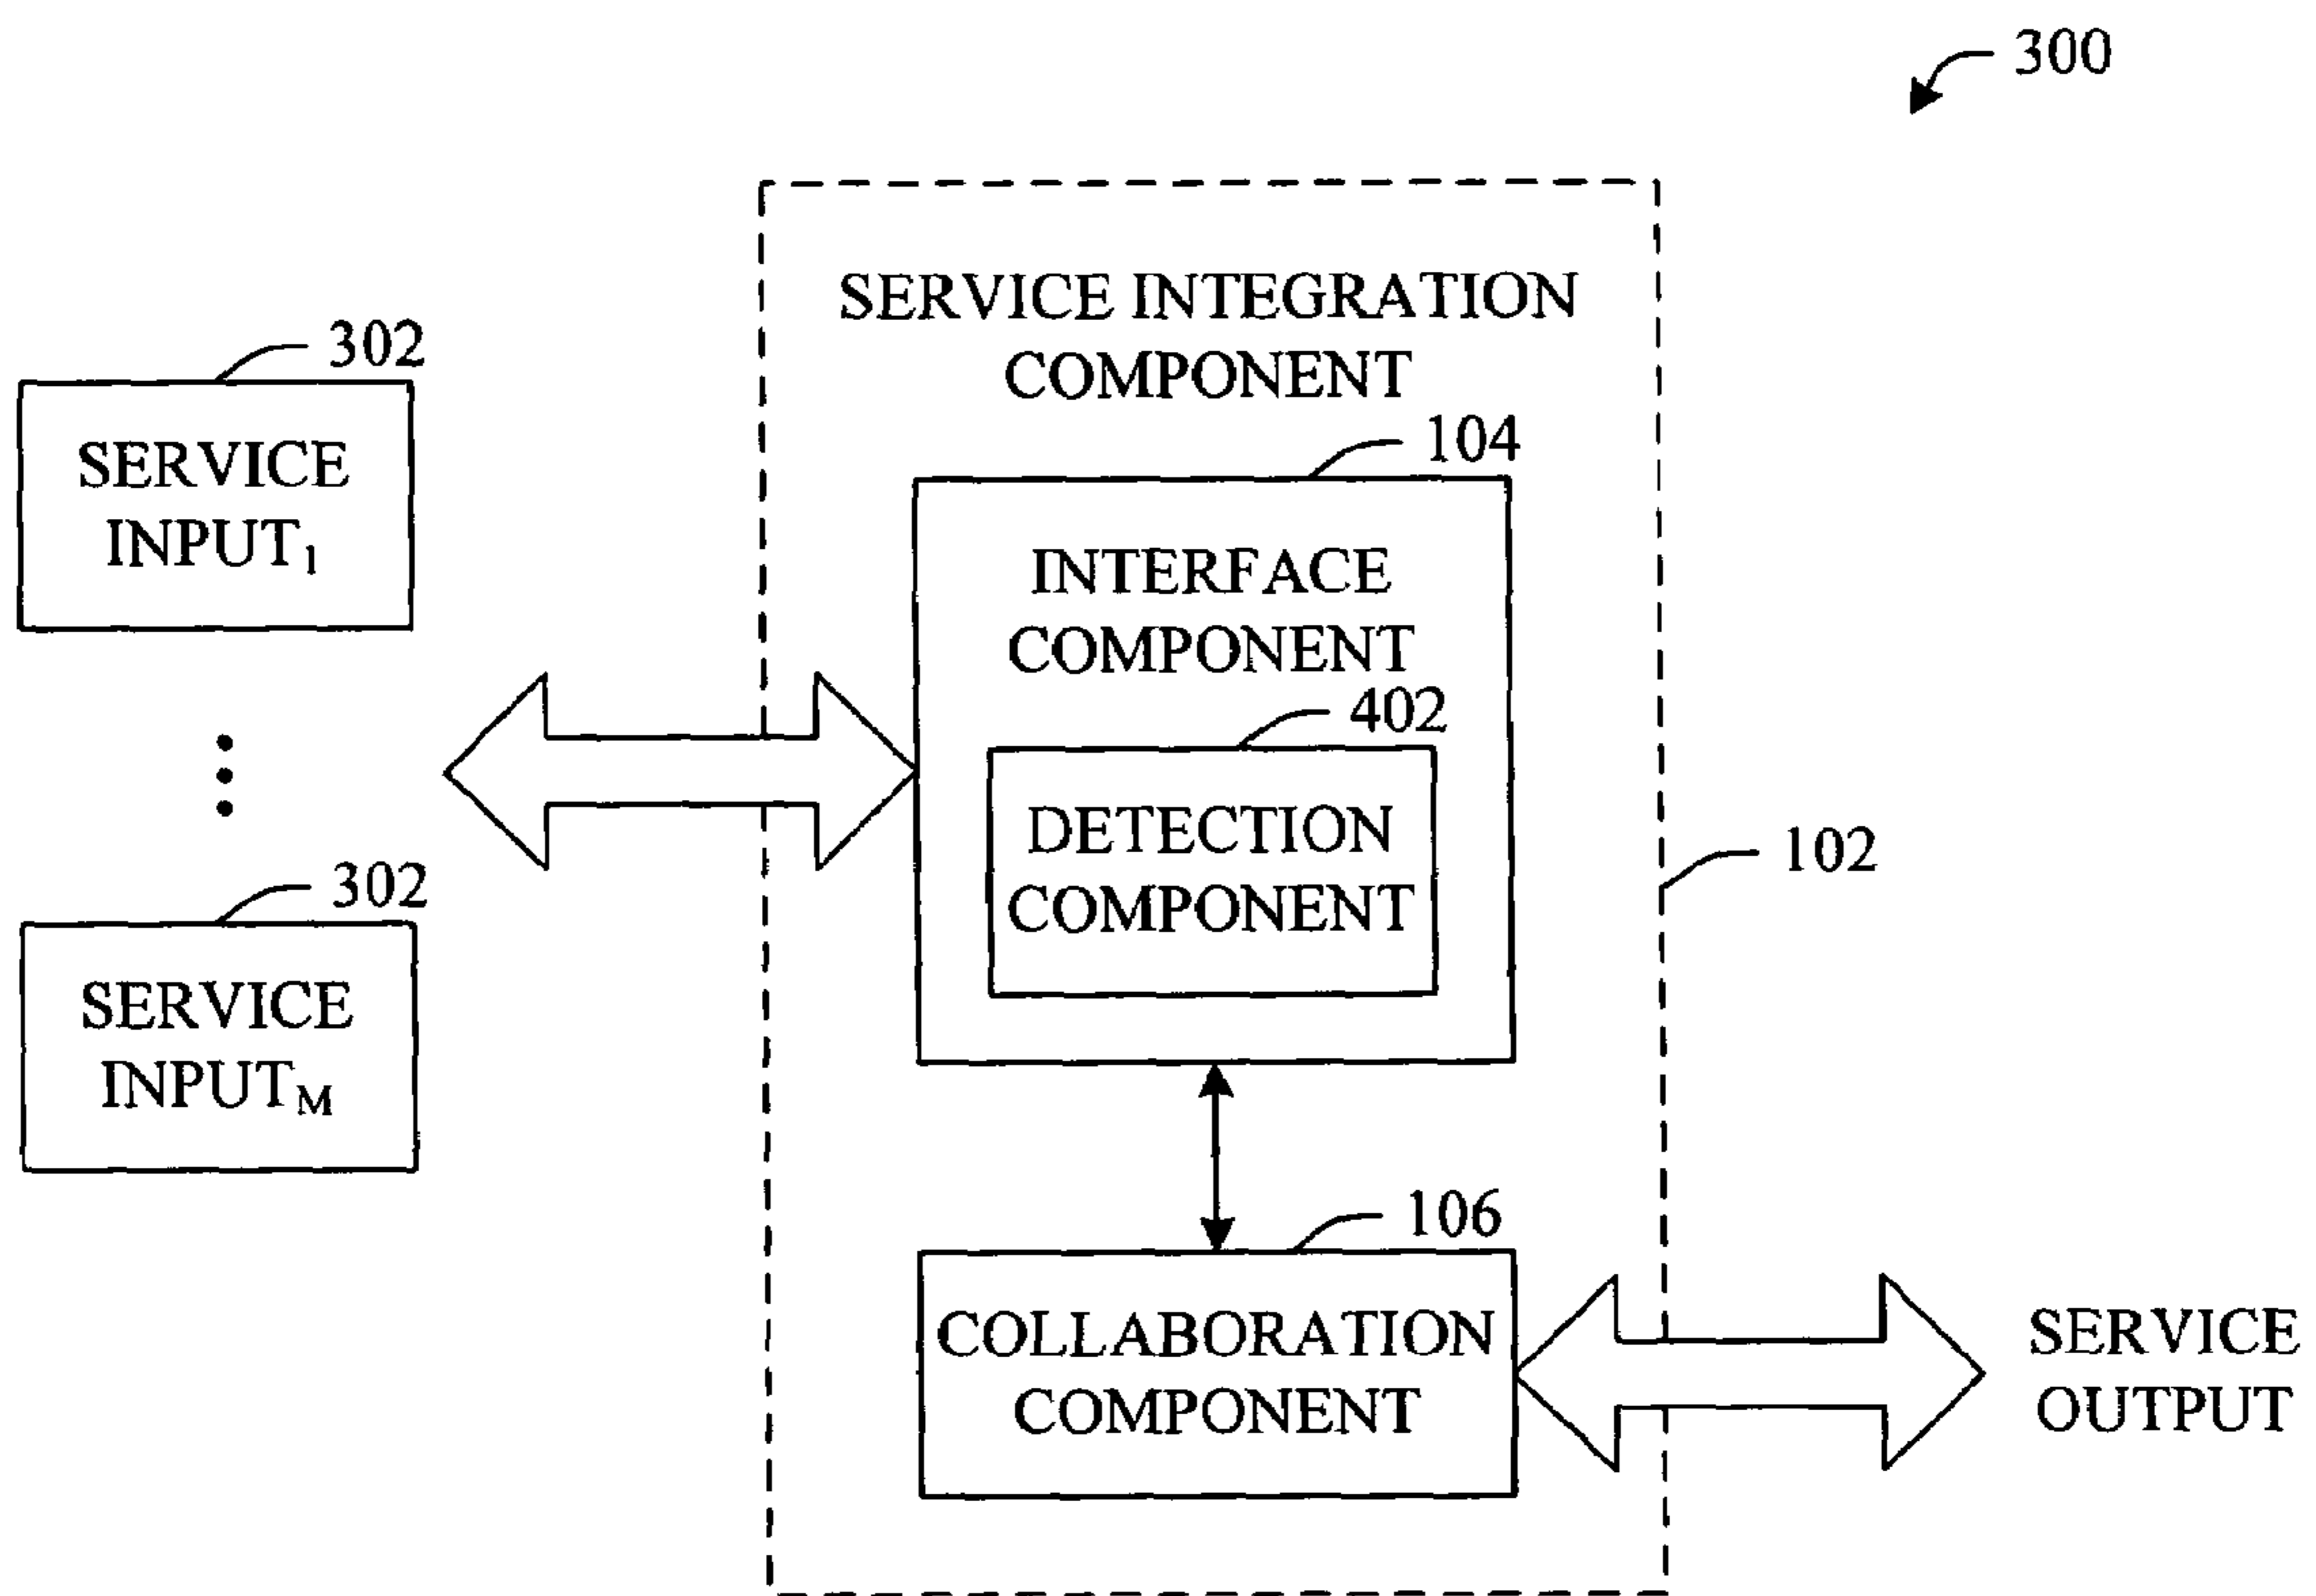 300
SERVICE INTEGRATION
COMPONENT
302
SERVICE
INPUT₁
104
INTERFACE
COMPONENT
402
DETECTION
COMPONENT
102
302
SERVICE
INPUTM
106
COLLABORATION
COMPONENT
SERVICE
OUTPUT